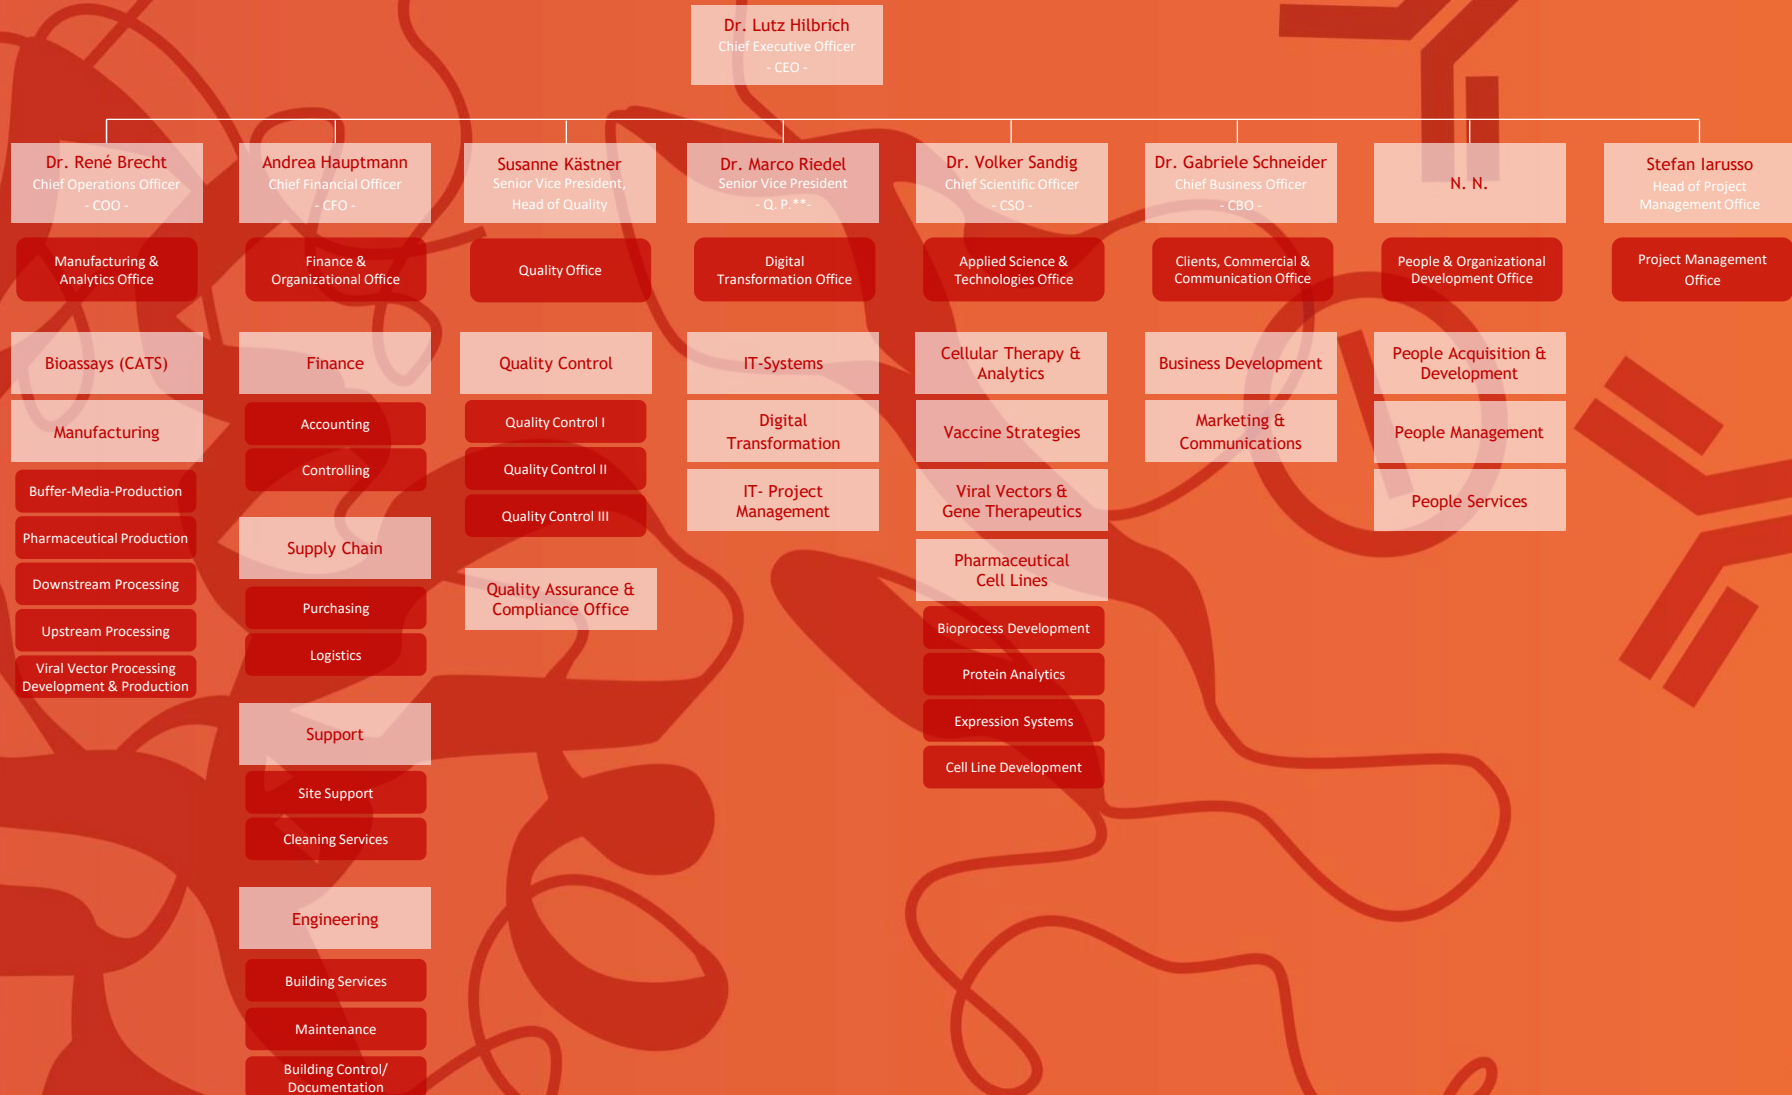 Dr. Lutz Hilbrich
Chief Executive Officer
- CEO -
Dr. René Brecht
Chief Operations Officer
- COO -
Manufacturing &
Analytics Office
Bioassays (CATS)
Manufacturing
Buffer-Media-Production
Pharmaceutical Production
Downstream Processing
Upstream Processing
Viral Vector Processing
Development & Production
Andrea Hauptmann
Chief Financial Officer
- CFO -
Finance &
Organizational Office
Finance
Accounting
Controlling
Supply Chain
Purchasing
Logistics
Support
Site Support
Cleaning Services
Engineering
Building Services
Maintenance
Building Control/
Documentation
Susanne Kästner
Senior Vice President,
Head of Quality
Quality Office
Quality Control
Quality Control I
Quality Control II
Quality Control III
Quality Assurance &
Compliance Office
Dr. Marco Riedel
Senior Vice President
- Q. P.**-
Digital
Transformation Office
IT-Systems
Digital
Transformation
IT- Project
Management
Dr. Volker Sandig
Chief Scientific Officer
- CSO -
Applied Science &
Technologies Office
Cellular Therapy &
Analytics
Vaccine Strategies
Viral Vectors &
Gene Therapeutics
Pharmaceutical
Cell Lines
Bioprocess Development
Protein Analytics
Expression Systems
Cell Line Development
Dr. Gabriele Schneider
Chief Business Officer
- CBO -
Clients, Commercial &
Communication Office
Business Development
Marketing &
Communications
N. N.
People & Organizational
Development Office
People Acquisition &
Development
People Management
People Services
Stefan Iarusso
Head of Project
Management Office
Project Management
Office